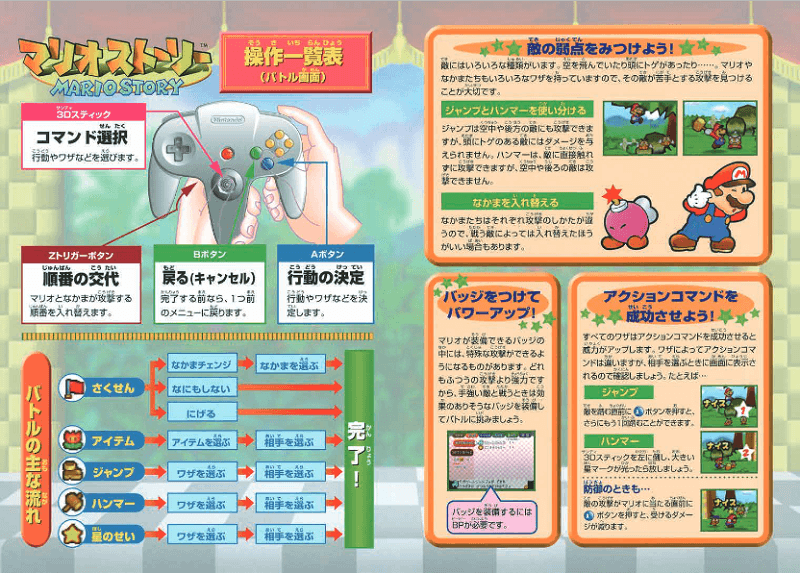 マリオストーリー™
MARIO STORY
操作一覧表
(バトル画面)
3Dスティック
コマンド選択
行動やワザなどを選びます。
Nintendo
Zトリガーボタン
順番の交代
マリオとなかまが攻撃する
順番を入れ替えます。
Bボタン
戻る(キャンセル)
完了する前なら、1つ前
のメニューに戻ります。
Aボタン
行動の決定
行動やワザなどを決
定します。
バトルの主な流れ
さくせん
なかまチェンジ
なかまを選ぶ
なにもしない
にげる
アイテム
アイテムを選ぶ
相手を選ぶ
ジャンプ
ワザを選ぶ
相手を選ぶ
ハンマー
ワザを選ぶ
相手を選ぶ
星のせい
ワザを選ぶ
相手を選ぶ
完了!
敵の弱点をみつけよう!
敵にはいろいろな種類がいます。空を飛んでいたり頭にトゲがあったり……。マリオや
なかまたちもいろいろなワザを持っていますので、その敵が苦手とする攻撃を見つける
ことが大切です。
ジャンプとハンマーを使い分ける
ジャンプは空中や後方の敵にも攻撃できま
すが、頭にトゲのある敵にはダメージを与
えられません。ハンマーは、敵に直接触れ
ずに攻撃できますが、空中や後ろの敵は攻
撃できません。
なかまを入れ替える
なかまたちはそれぞれ攻撃のしかたが違
うので、戦う敵によっては入れ替えたほう
がいい場合もあります。
バッジをつけて
パワーアップ!
マリオが装備できるバッジの
中には、特殊な攻撃ができるよ
うになるものがあります。どれ
もふつうの攻撃より強力です
から、手強い敵と戦うときは効
果のありそうなバッジを装備し
てバトルに挑みましょう。
バッジを装備するには
BPが必要です。
アクションコマンドを
成功させよう!
すべてのワザはアクションコマンドを成功させると
威力がアップします。ワザによってアクションコマ
ンドは違いますが、相手を選ぶときに画面に表示さ
れるので確認しましょう。たとえば…
ジャンプ
敵を踏む直前にAボタンを押すと、
さらにもう1回踏むことができます。
ナイス
1
ハンマー
3Dスティックを左に倒し、大きい
星マークが光ったら放しましょう。
ナイス
2
防御のときも…
敵の攻撃がマリオに当たる直前に
Aボタンを押すと、受けるダメー
ジが減ります。
ナイス